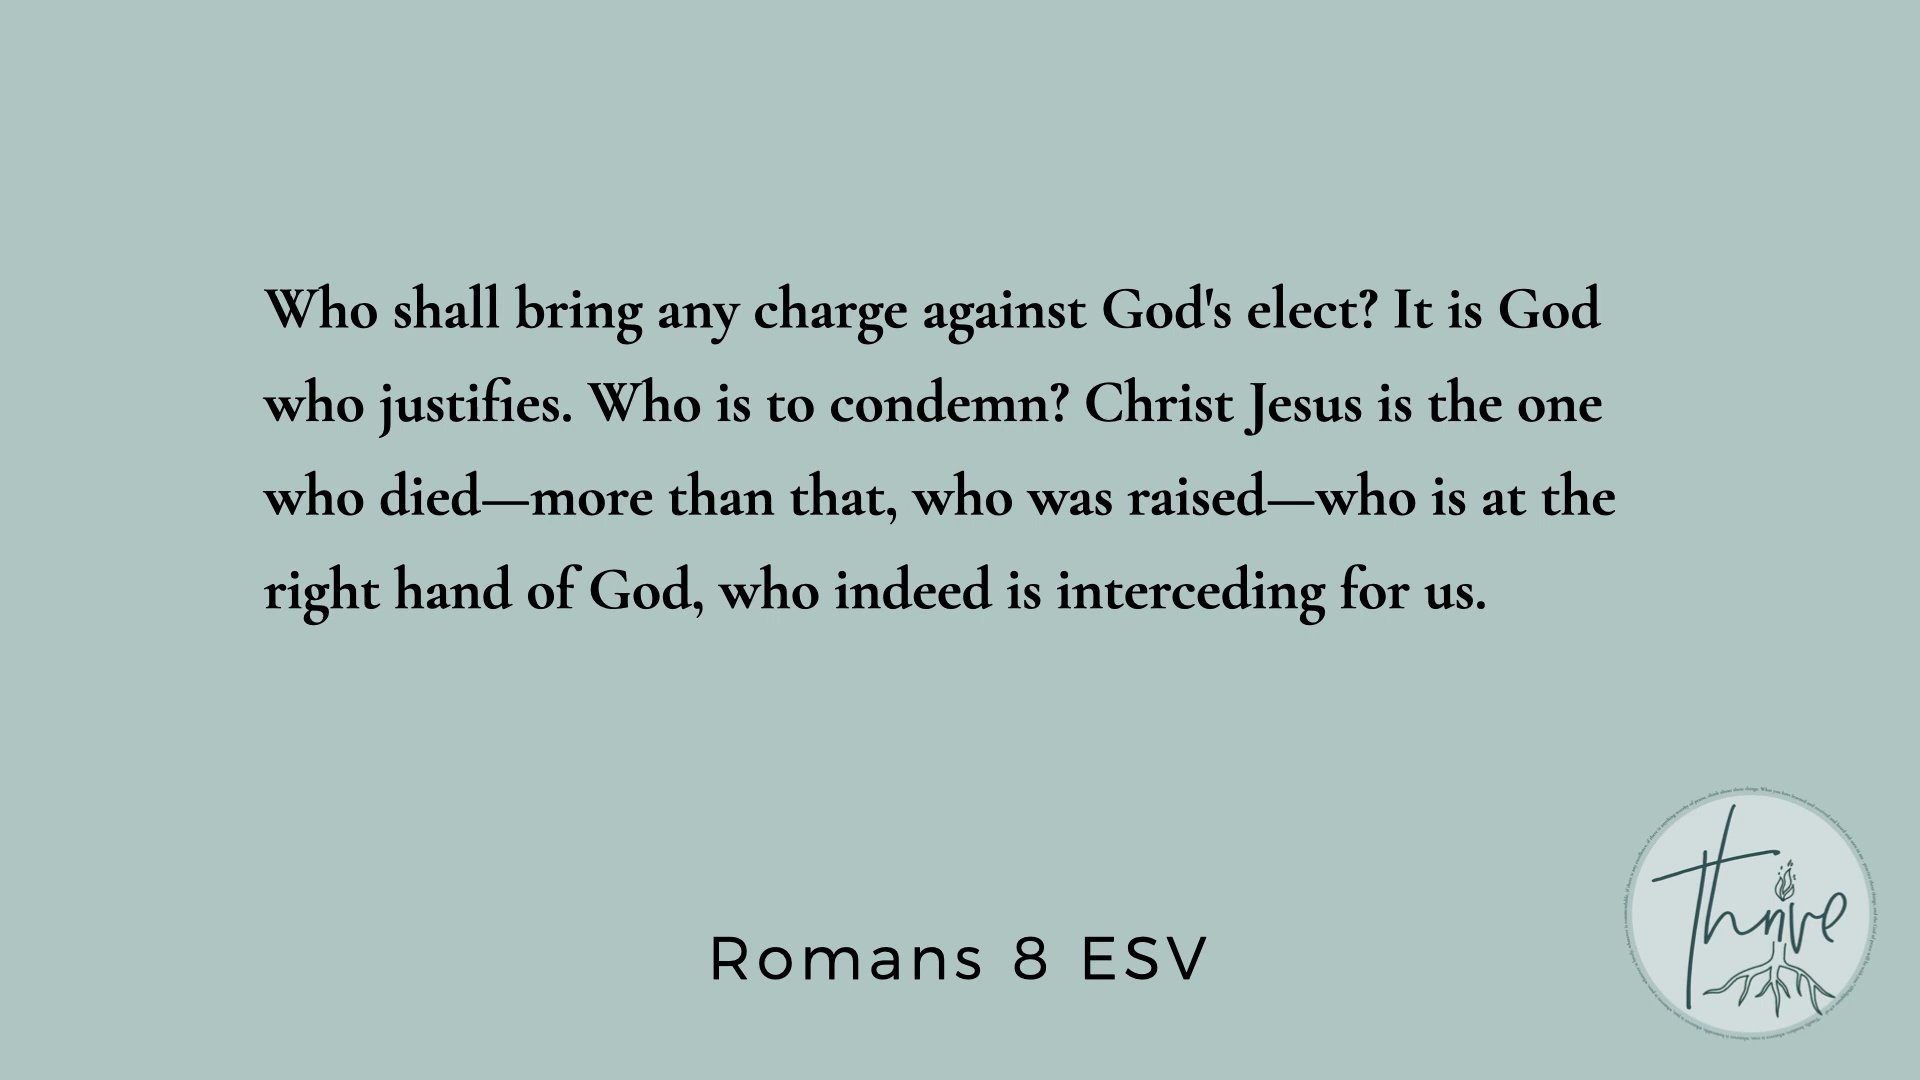 Who shall bring any charge against God's elect? It is God
who justifies. Who is to condemn? Christ Jesus is the one
who died—more than that, who was raised—who is at the
right hand of God, who indeed is interceding for us.
Romans 8 ESV
thrive